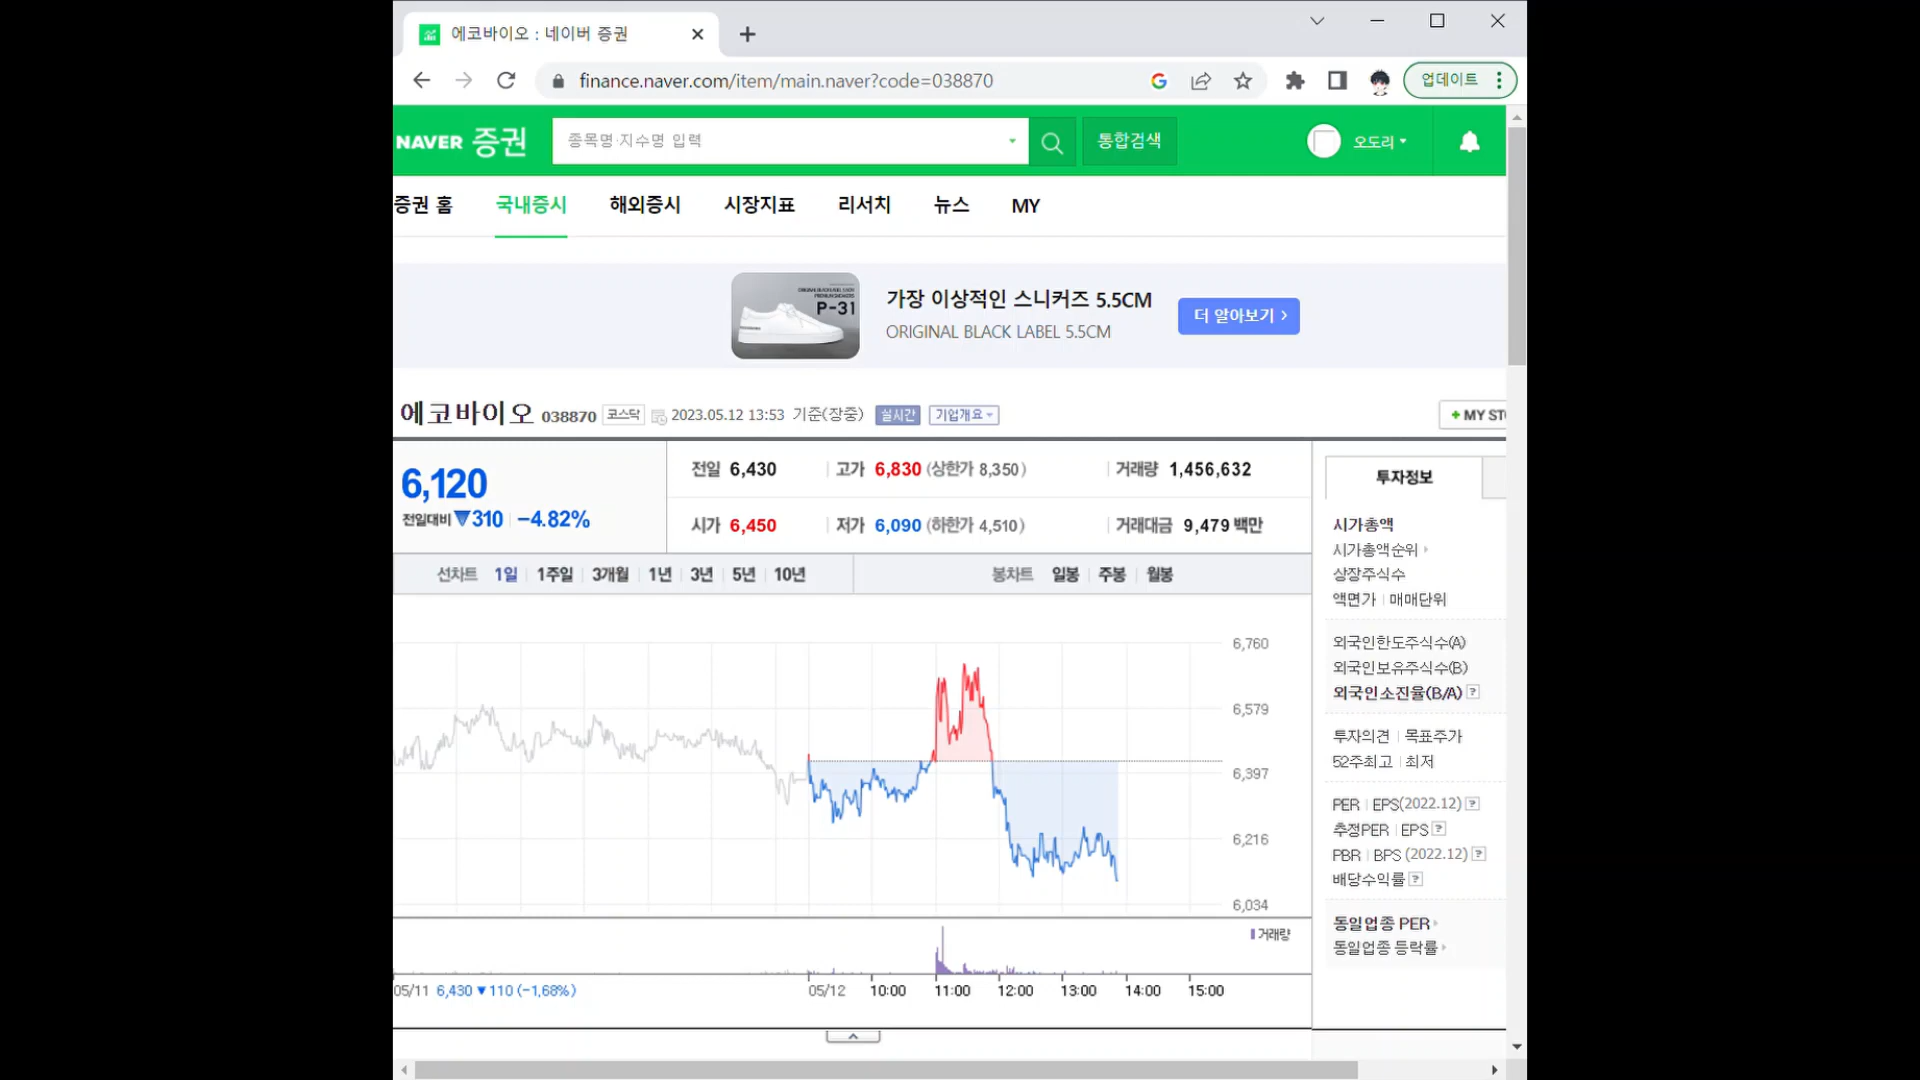 에코바이오 : 네이버 증권
finance.naver.com/item/main.naver?code=038870
업데이트
NAVER 증권
종목명·지수명 입력
통합검색
오도리
증권 홈 국내증시 해외증시 시장지표 리서치 뉴스 MY
P-31
가장 이상적인 스니커즈 5.5CM
ORIGINAL BLACK LABEL 5.5CM
더 알아보기
에코바이오 038870 코스닥 2023.05.12 13:53 기준(장중) 실시간 기업개요
+ MY
6,120
전일대비 ▼310 −4.82%
전일 6,430 고가 6,830 (상한가 8,350) 거래량 1,456,632
시가 6,450 저가 6,090 (하한가 4,510) 거래대금 9,479 백만
선차트 1일 1주일 3개월 1년 3년 5년 10년
봉차트 일봉 주봉 월봉
6,760
6,579
6,397
6,216
6,034
거래량
05/11 6,430 ▼110 (−1,68%)
05/12 10:00 11:00 12:00 13:00 14:00 15:00
투자정보
시가총액
시가총액순위
상장주식수
액면가 매매단위
외국인한도주식수(A)
외국인보유주식수(B)
외국인소진율(B/A) ?
투자의견 목표주가
52주최고 최저
PER EPS(2022.12) ?
추정PER EPS ?
PBR BPS (2022.12) ?
배당수익률 ?
동일업종 PER
동일업종 등락률